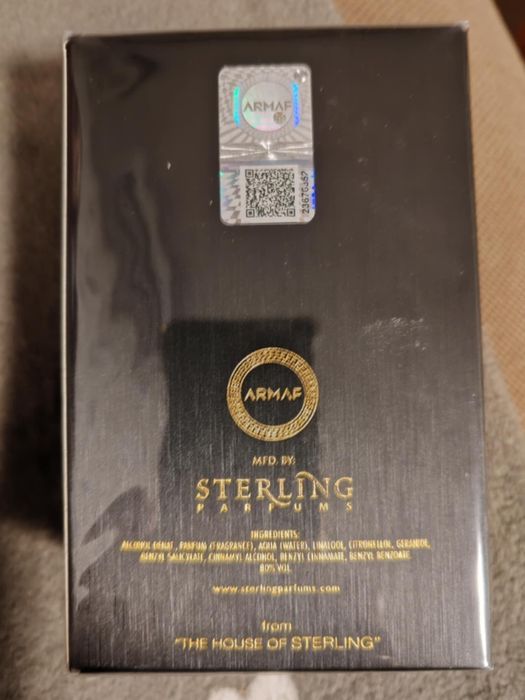 ARMAF
23676362
ARMAF
MFD. BY:
STERLING
PARFUMS
INGREDIENTS:
ALCOHOL DENAT., PARFUM (FRAGRANCE), AQUA (WATER), LINALOOL, CITRONELLOL, GERANIOL,
BENZYL SALICYLATE, CINNAMYL ALCOHOL, BENZYL CINNAMATE, BENZYL BENZOATE.
80% VOL
www.sterlingparfums.com
from
"THE HOUSE OF STERLING"